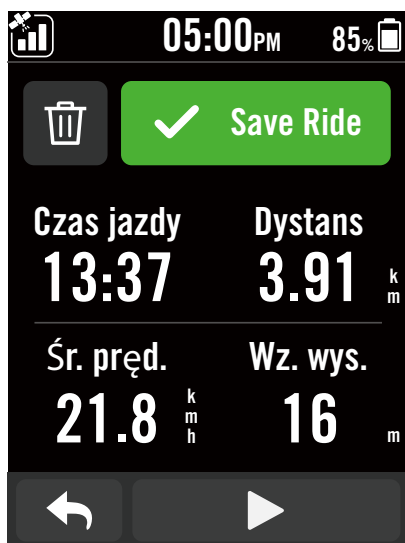 05:00PM 85%
Save Ride
Czas jazdy Dystans
13:37 3.91 km
Śr. pręd. Wz. wys.
21.8 kmh 16 m